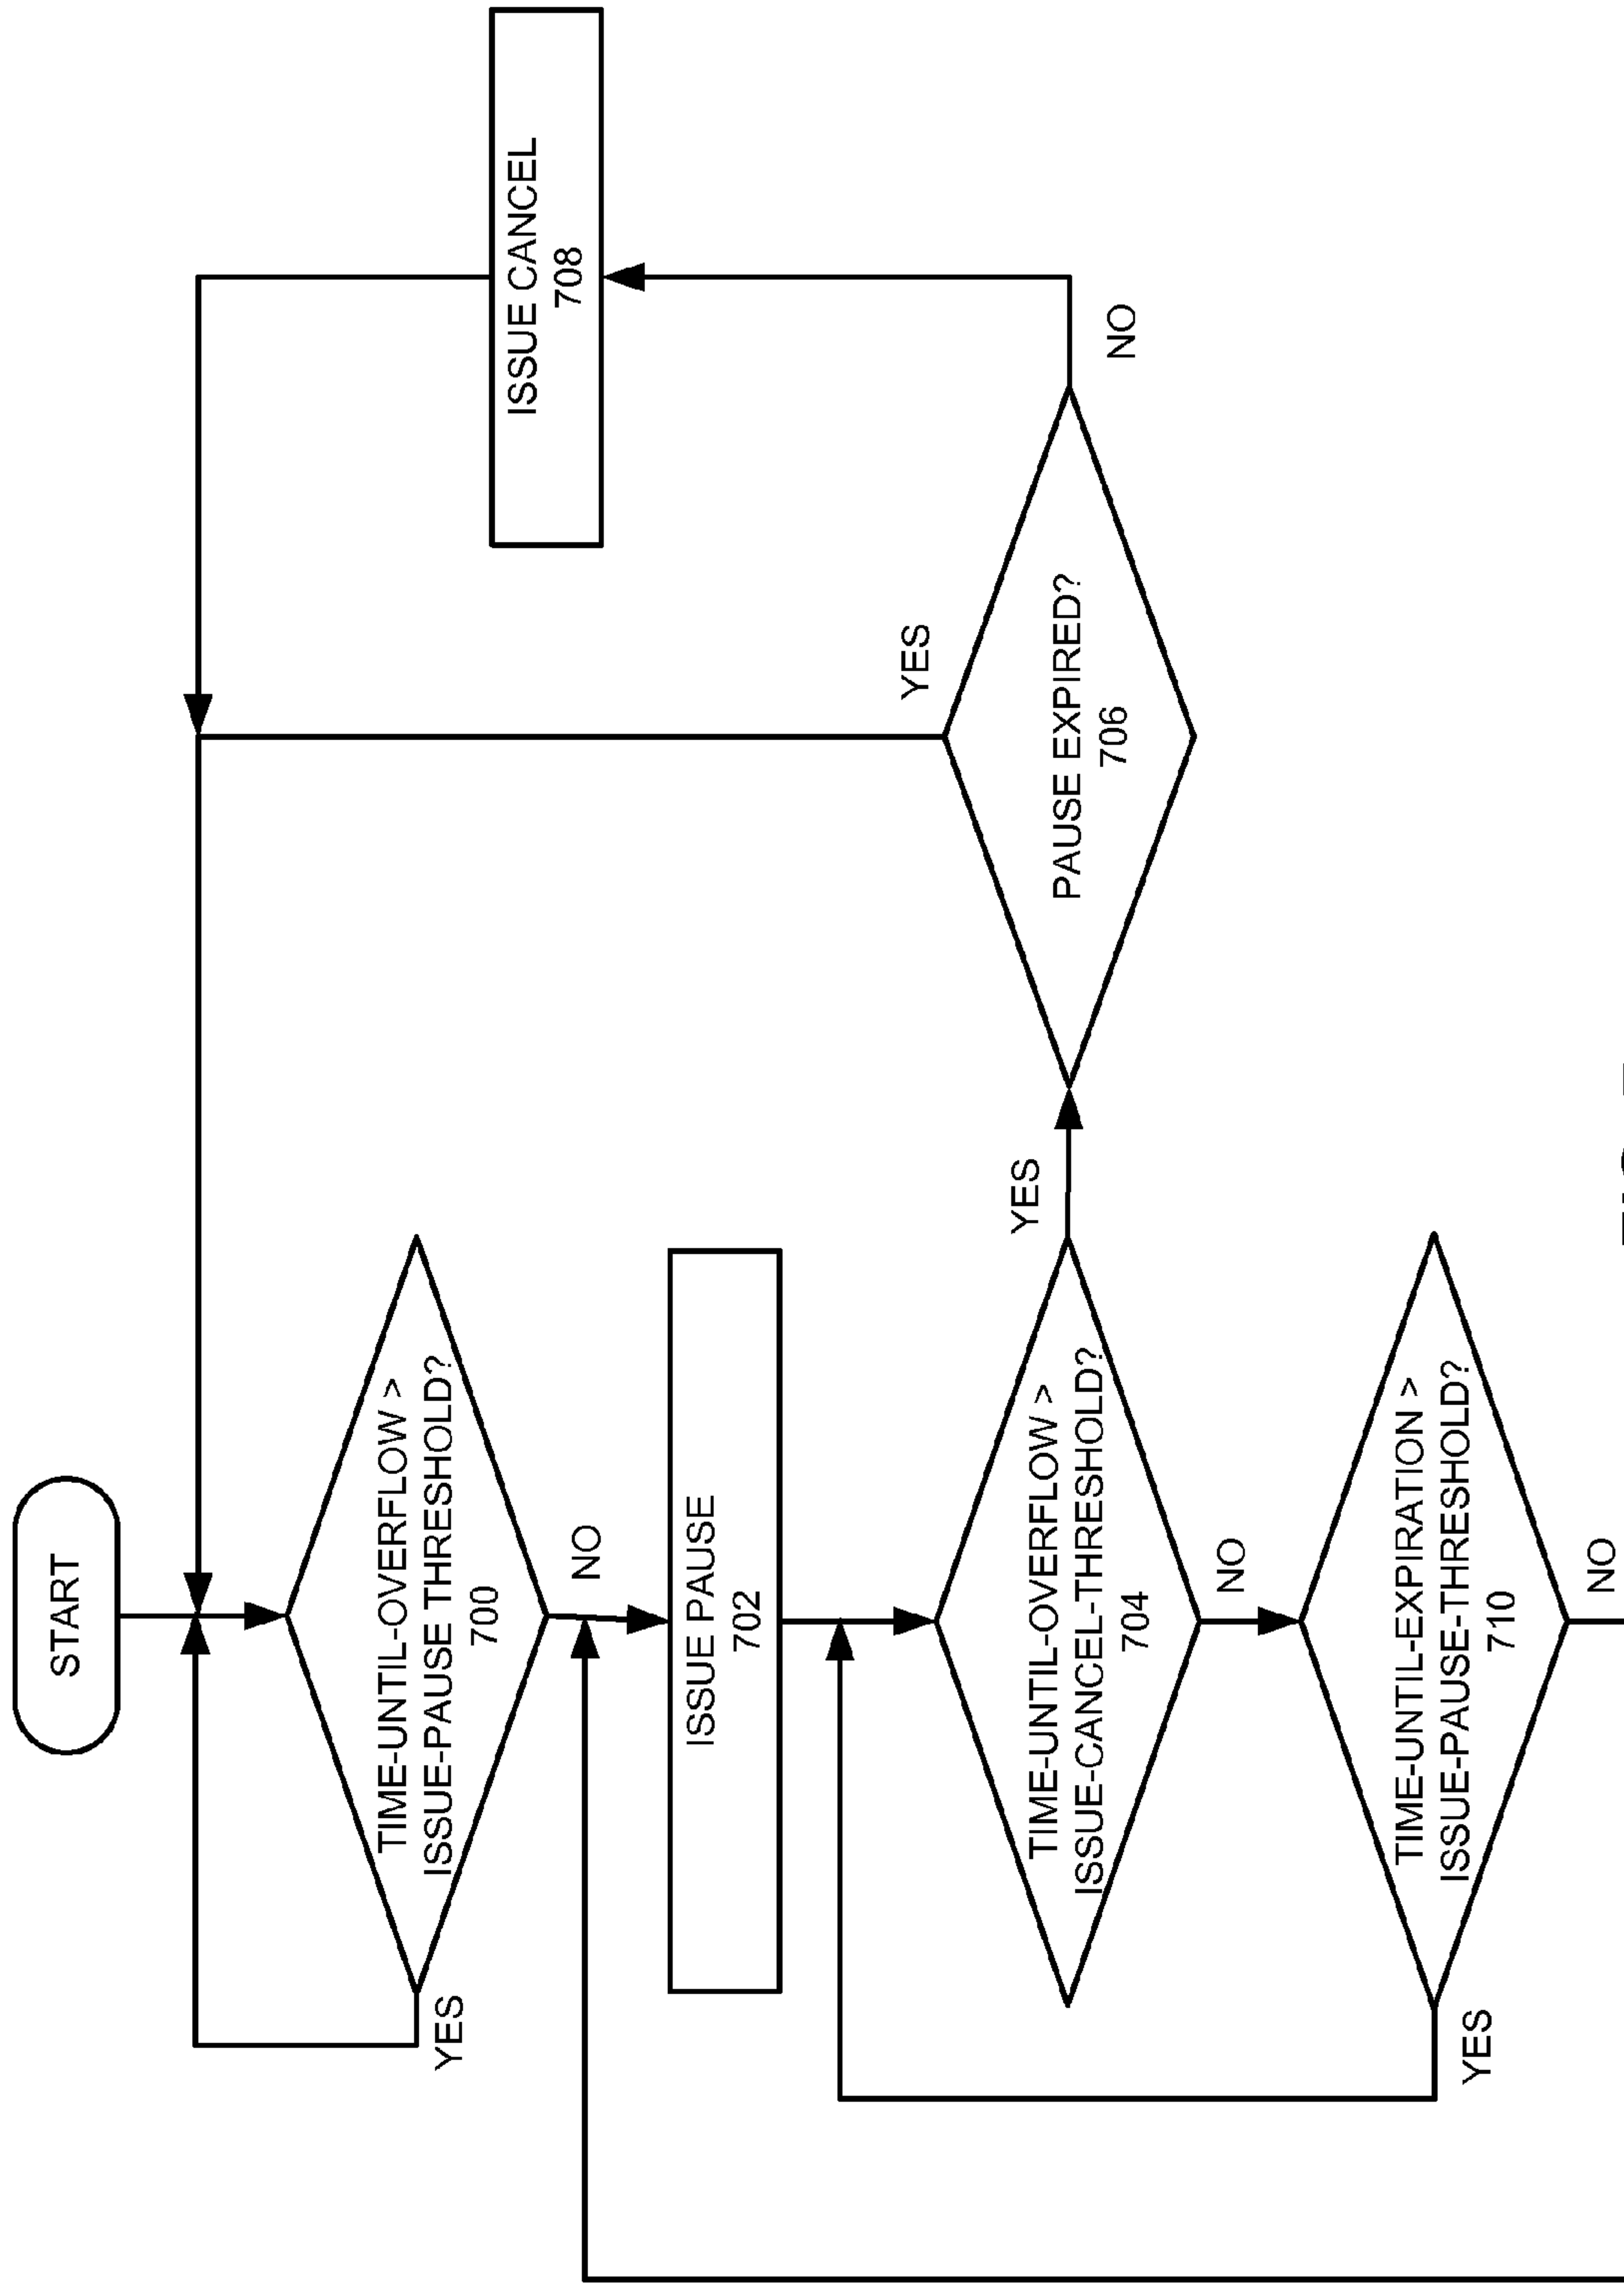 START
TIME-UNTIL-OVERFLOW >
ISSUE-PAUSE THRESHOLD?
700
YES
NO
ISSUE PAUSE
702
TIME-UNTIL-OVERFLOW >
ISSUE-CANCEL-THRESHOLD?
704
YES
NO
PAUSE EXPIRED?
706
YES
NO
ISSUE CANCEL
708
TIME-UNTIL-EXPIRATION >
ISSUE-PAUSE-THRESHOLD?
710
YES
NO